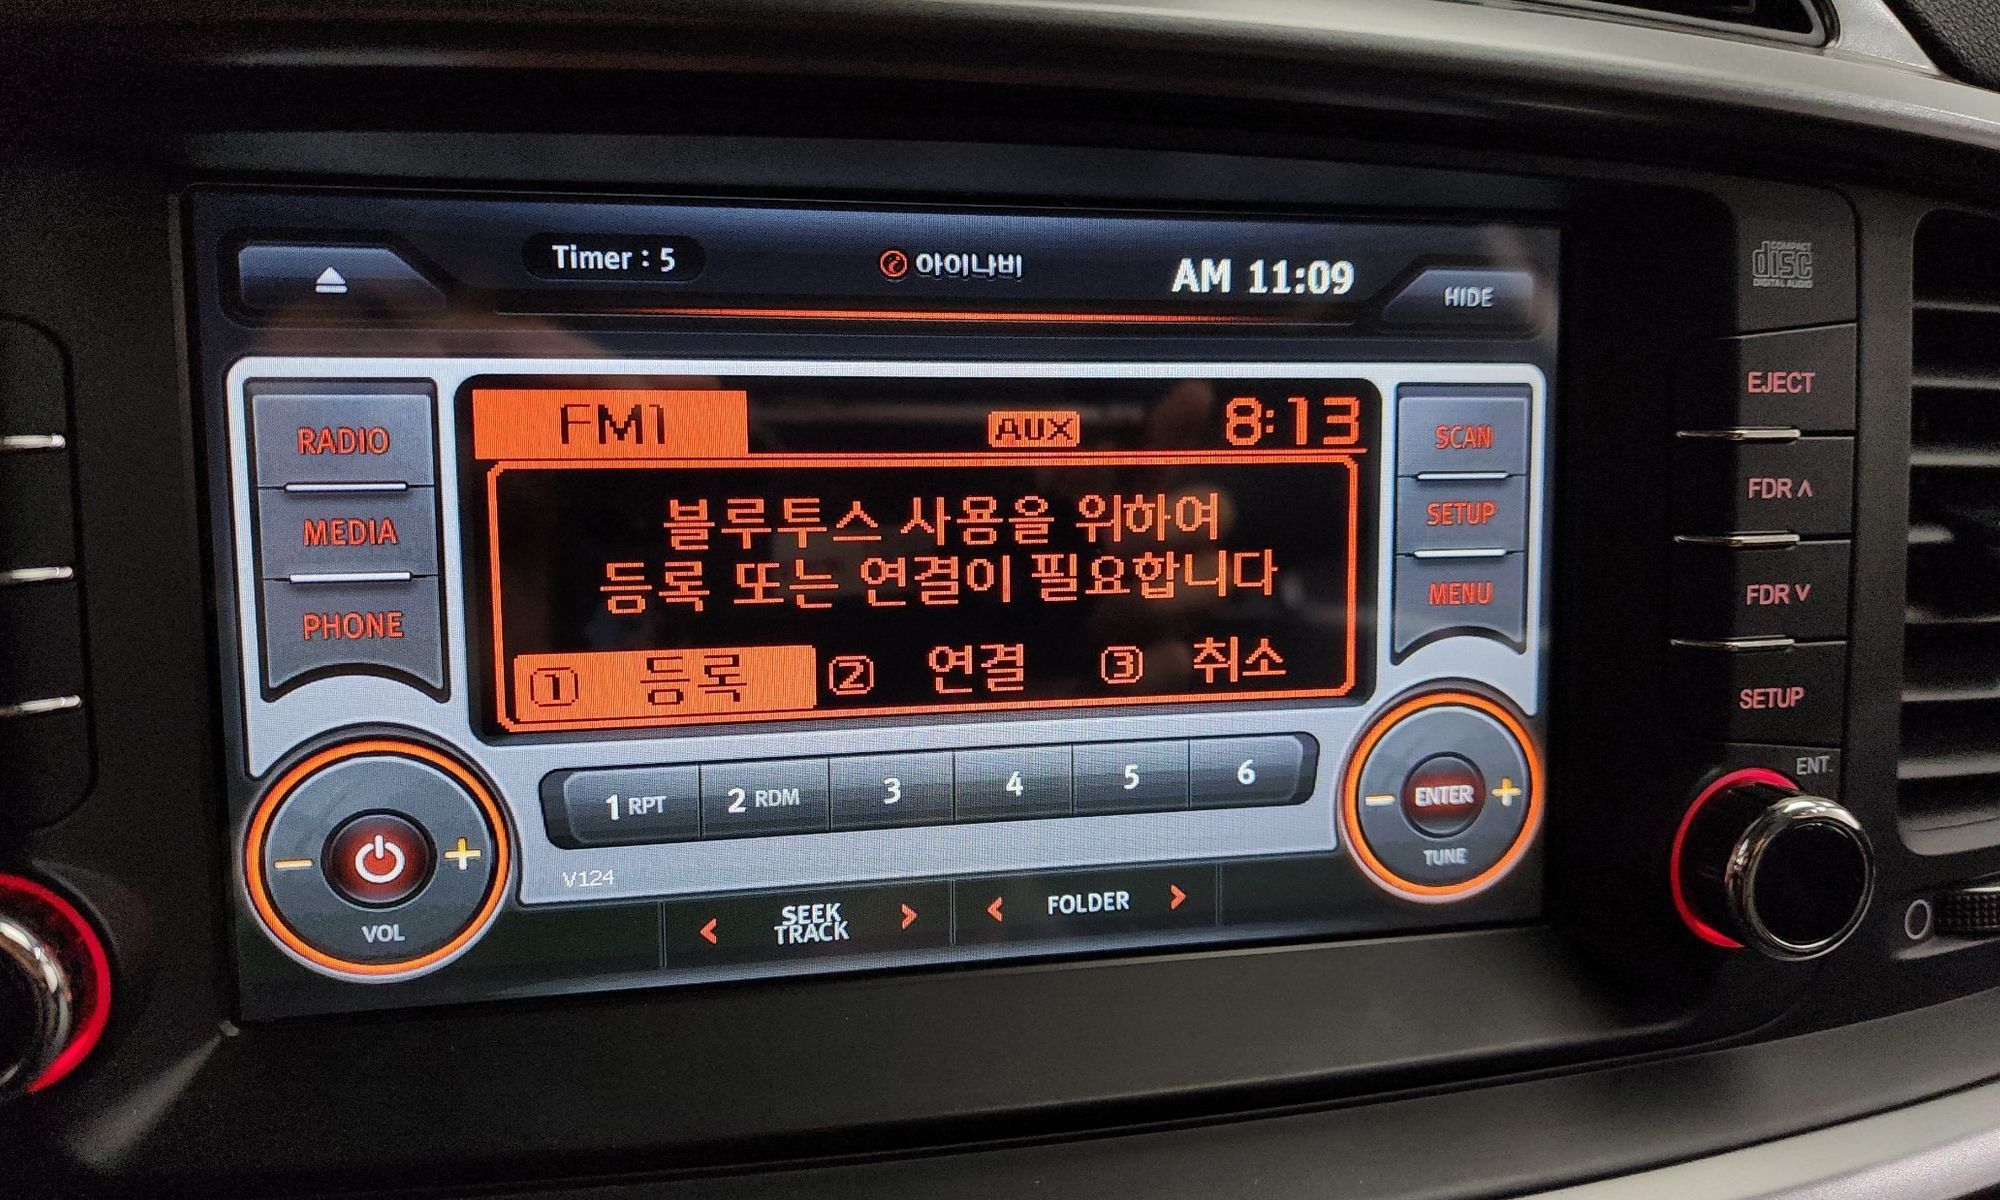 Timer : 5
아이나비
AM 11:09
HIDE
RADIO
MEDIA
PHONE
FM1
AUX
8:13
블루투스 사용을 위하여
등록 또는 연결이 필요합니다
① 등록
② 연결
③ 취소
SCAN
SETUP
MENU
VOL
1 RPT
2 RDM
3
4
5
6
V124
ENTER
TUNE
SEEK
TRACK
FOLDER
COMPACT
disc
DIGITAL AUDIO
EJECT
FDR ∧
FDR ∨
SETUP
ENT.